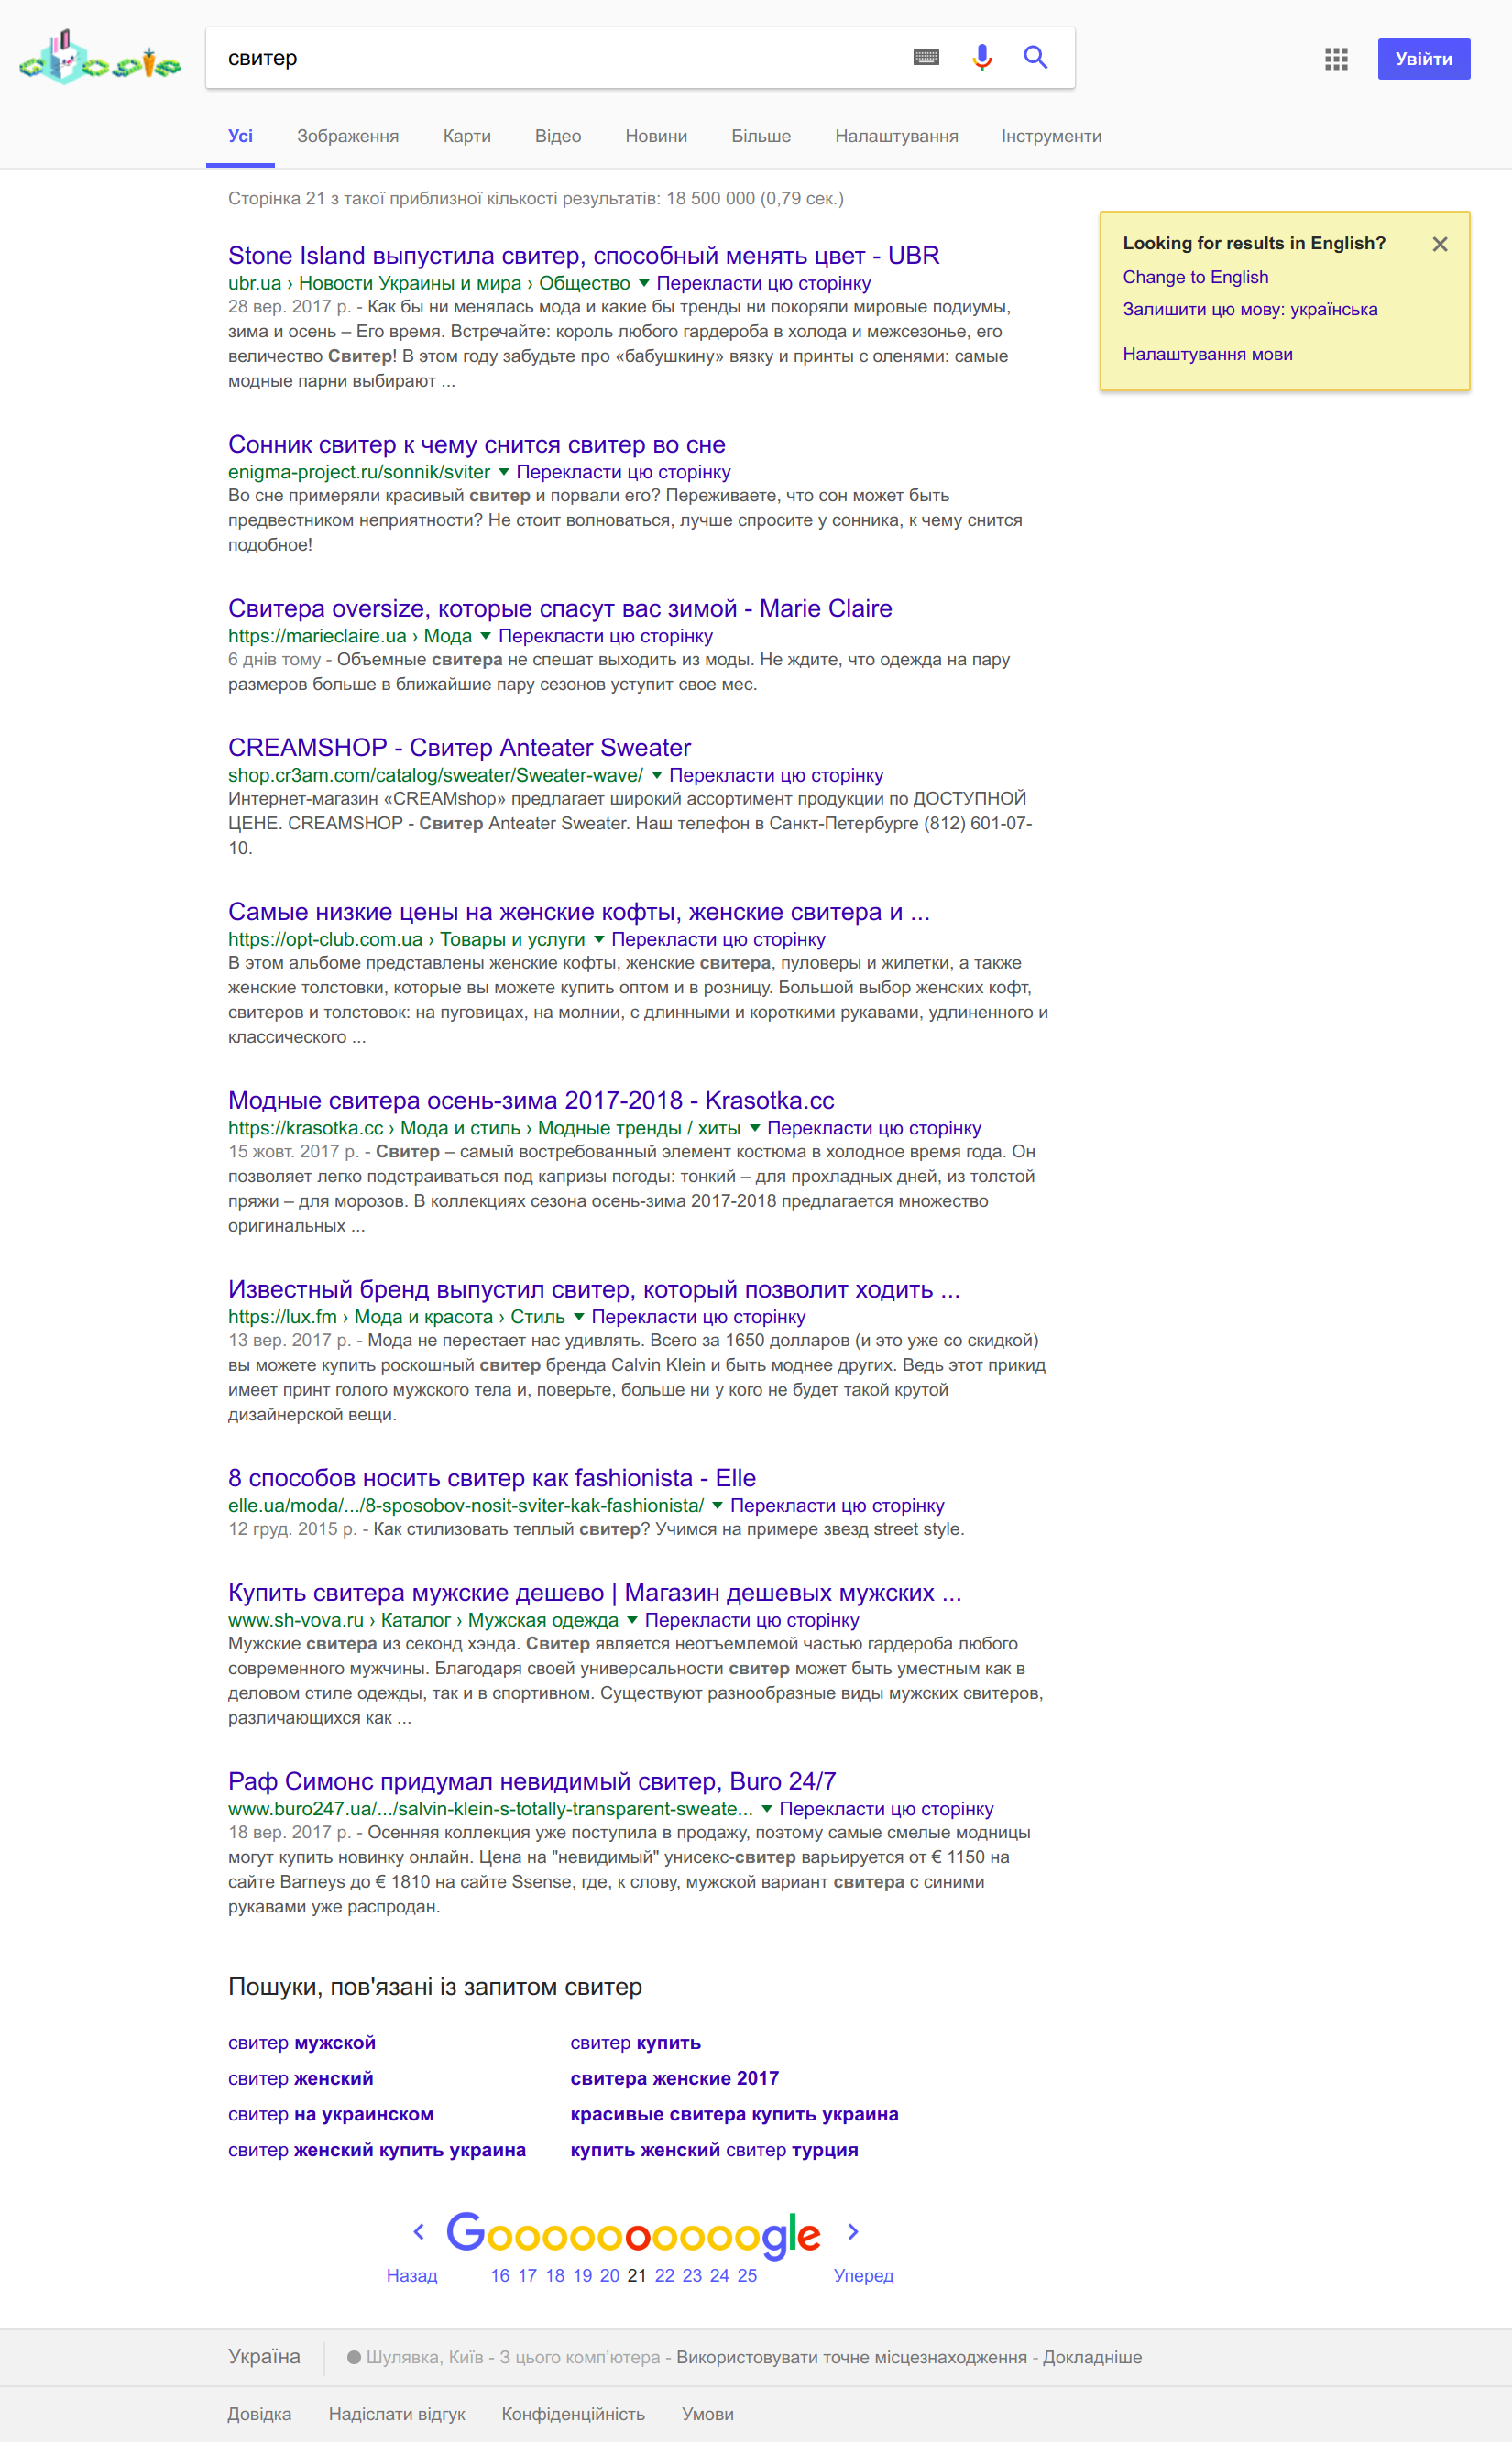 свитер
Увійти
Усі Зображення Карти Відео Новини Більше Налаштування Інструменти
Сторінка 21 з такої приблизної кількості результатів: 18 500 000 (0,79 сек.)
Looking for results in English?
Change to English
Залишити цю мову: українська
Налаштування мови
Stone Island выпустила свитер, способный менять цвет - UBR
ubr.ua › Новости Украины и мира › Общество ▼ Перекласти цю сторінку
28 вер. 2017 р. - Как бы ни менялась мода и какие бы тренды ни покоряли мировые подиумы,
зима и осень – Его время. Встречайте: король любого гардероба в холода и межсезонье, его
величество Свитер! В этом году забудьте про «бабушкину» вязку и принты с оленями: самые
модные парни выбирают ...
Сонник свитер к чему снится свитер во сне
enigma-project.ru/sonnik/sviter ▼ Перекласти цю сторінку
Во сне примеряли красивый свитер и порвали его? Переживаете, что сон может быть
предвестником неприятности? Не стоит волноваться, лучше спросите у сонника, к чему снится
подобное!
Свитера oversize, которые спасут вас зимой - Marie Claire
https://marieclaire.ua › Мода ▼ Перекласти цю сторінку
6 днів тому - Объемные свитера не спешат выходить из моды. Не ждите, что одежда на пару
размеров больше в ближайшие пару сезонов уступит свое мес.
CREAMSHOP - Свитер Anteater Sweater
shop.cr3am.com/catalog/sweater/Sweater-wave/ ▼ Перекласти цю сторінку
Интернет-магазин «CREAMshop» предлагает широкий ассортимент продукции по ДОСТУПНОЙ
ЦЕНЕ. CREAMSHOP - Свитер Anteater Sweater. Наш телефон в Санкт-Петербурге (812) 601-07-
10.
Самые низкие цены на женские кофты, женские свитера и ...
https://opt-club.com.ua › Товары и услуги ▼ Перекласти цю сторінку
В этом альбоме представлены женские кофты, женские свитера, пуловеры и жилетки, а также
женские толстовки, которые вы можете купить оптом и в розницу. Большой выбор женских кофт,
свитеров и толстовок: на пуговицах, на молнии, с длинными и короткими рукавами, удлиненного и
классического ...
Модные свитера осень-зима 2017-2018 - Krasotka.cc
https://krasotka.cc › Мода и стиль › Модные тренды / хиты ▼ Перекласти цю сторінку
15 жовт. 2017 р. - Свитер – самый востребованный элемент костюма в холодное время года. Он
позволяет легко подстраиваться под капризы погоды: тонкий – для прохладных дней, из толстой
пряжи – для морозов. В коллекциях сезона осень-зима 2017-2018 предлагается множество
оригинальных ...
Известный бренд выпустил свитер, который позволит ходить ...
https://lux.fm › Мода и красота › Стиль ▼ Перекласти цю сторінку
13 вер. 2017 р. - Мода не перестает нас удивлять. Всего за 1650 долларов (и это уже со скидкой)
вы можете купить роскошный свитер бренда Calvin Klein и быть моднее других. Ведь этот прикид
имеет принт голого мужского тела и, поверьте, больше ни у кого не будет такой крутой
дизайнерской вещи.
8 способов носить свитер как fashionista - Elle
elle.ua/moda/.../8-sposobov-nosit-sviter-kak-fashionista/ ▼ Перекласти цю сторінку
12 груд. 2015 р. - Как стилизовать теплый свитер? Учимся на примере звезд street style.
Купить свитера мужские дешево | Магазин дешевых мужских ...
www.sh-vova.ru › Каталог › Мужская одежда ▼ Перекласти цю сторінку
Мужские свитера из секонд хэнда. Свитер является неотъемлемой частью гардероба любого
современного мужчины. Благодаря своей универсальности свитер может быть уместным как в
деловом стиле одежды, так и в спортивном. Существуют разнообразные виды мужских свитеров,
различающихся как ...
Раф Симонс придумал невидимый свитер, Buro 24/7
www.buro247.ua/.../salvin-klein-s-totally-transparent-sweate... ▼ Перекласти цю сторінку
18 вер. 2017 р. - Осенняя коллекция уже поступила в продажу, поэтому самые смелые модницы
могут купить новинку онлайн. Цена на "невидимый" унисекс-свитер варьируется от € 1150 на
сайте Barneys до € 1810 на сайте Ssense, где, к слову, мужской вариант свитера с синими
рукавами уже распродан.
Пошуки, пов'язані із запитом свитер
свитер мужской свитер купить
свитер женский свитера женские 2017
свитер на украинском красивые свитера купить украина
свитер женский купить украина купить женский свитер турция
Goooooooooogle
Назад 16 17 18 19 20 21 22 23 24 25 Уперед
Україна Шулявка, Київ - З цього комп'ютера - Використовувати точне місцезнаходження - Докладніше
Довідка Надіслати відгук Конфіденційність Умови